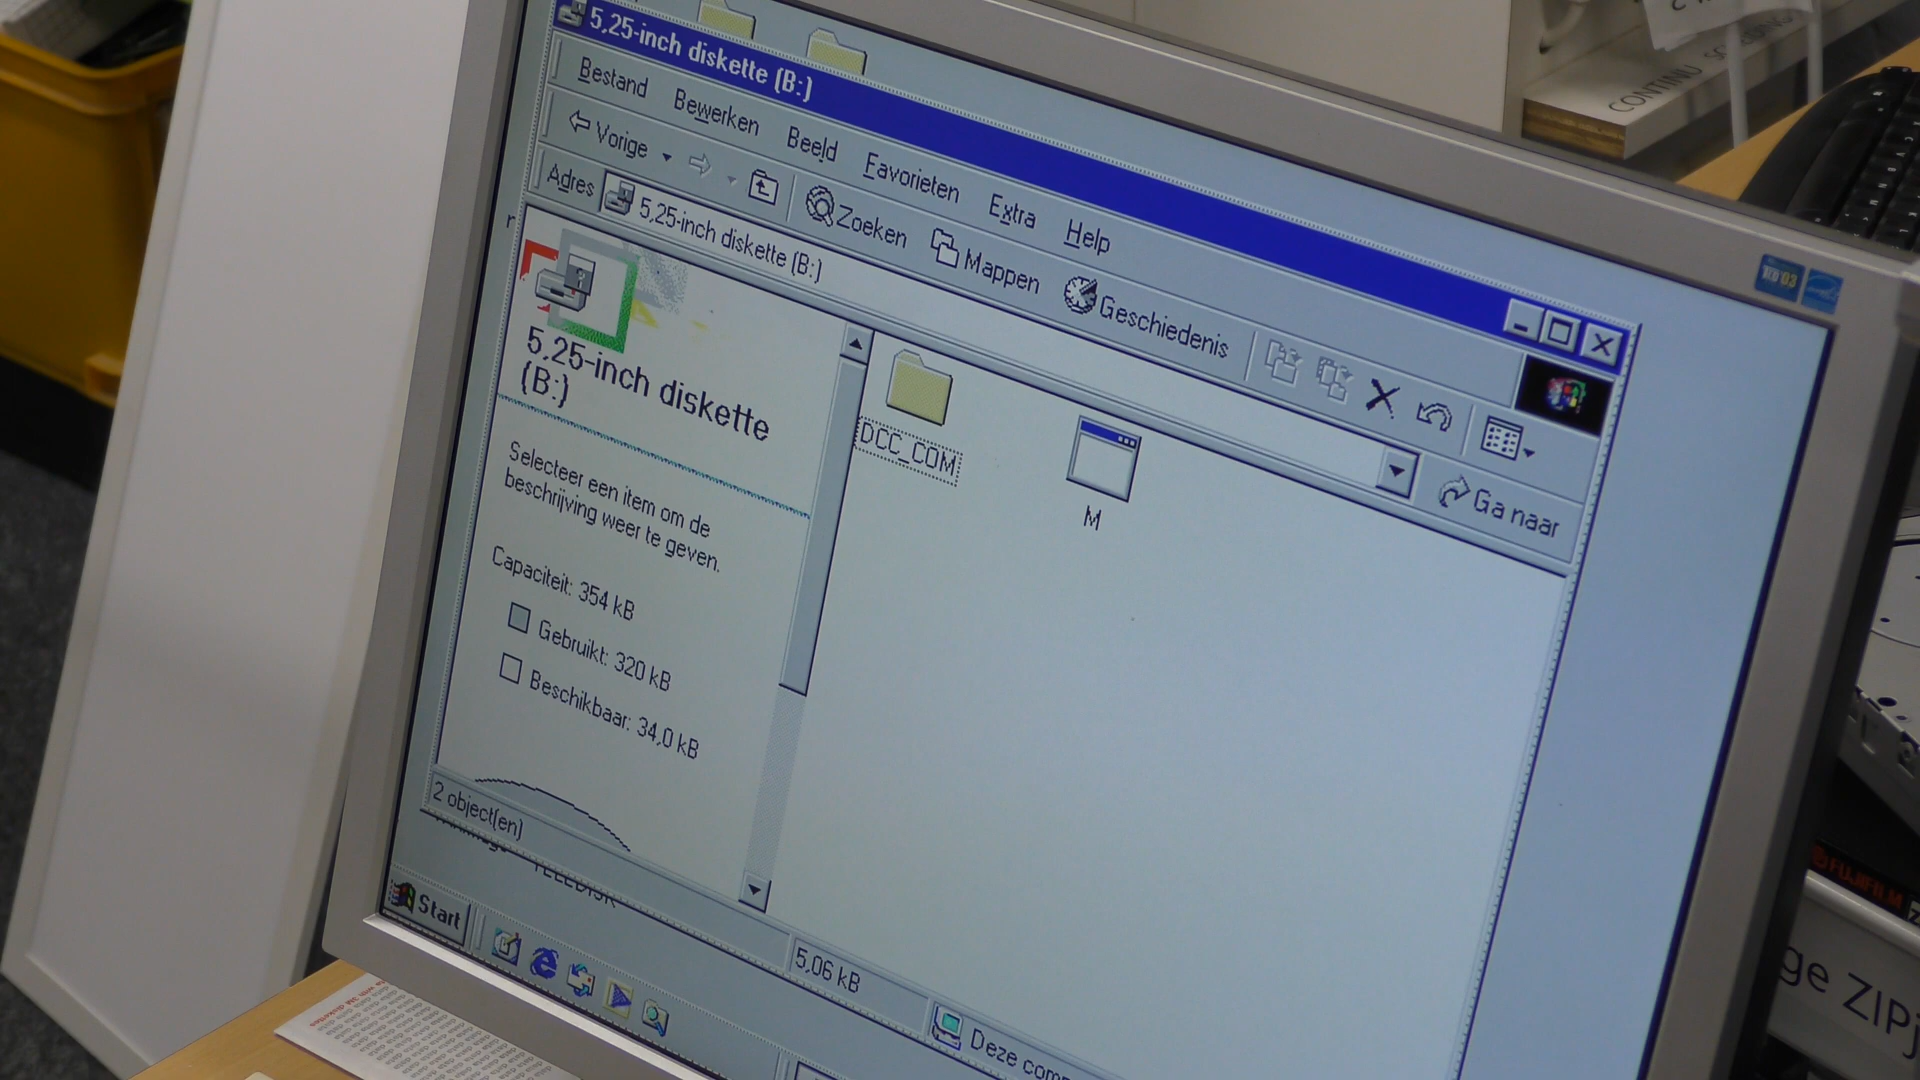 5,25-inch diskette (B:)
Bestand Bewerken Beeld Favorieten Extra Help
Vorige Zoeken Mappen Geschiedenis
Adres 5,25-inch diskette (B:) Ga naar
5,25-inch diskette
(B:)
Selecteer een item om de
beschrijving weer te geven.
Capaciteit: 354 kB
Gebruikt: 320 kB
Beschikbaar: 34,0 kB
DCC_COM
M
2 object(en)
5,06 kB
Deze com
TELEDISK
Start
CONTINU
FUJIFILM
ge ZIP